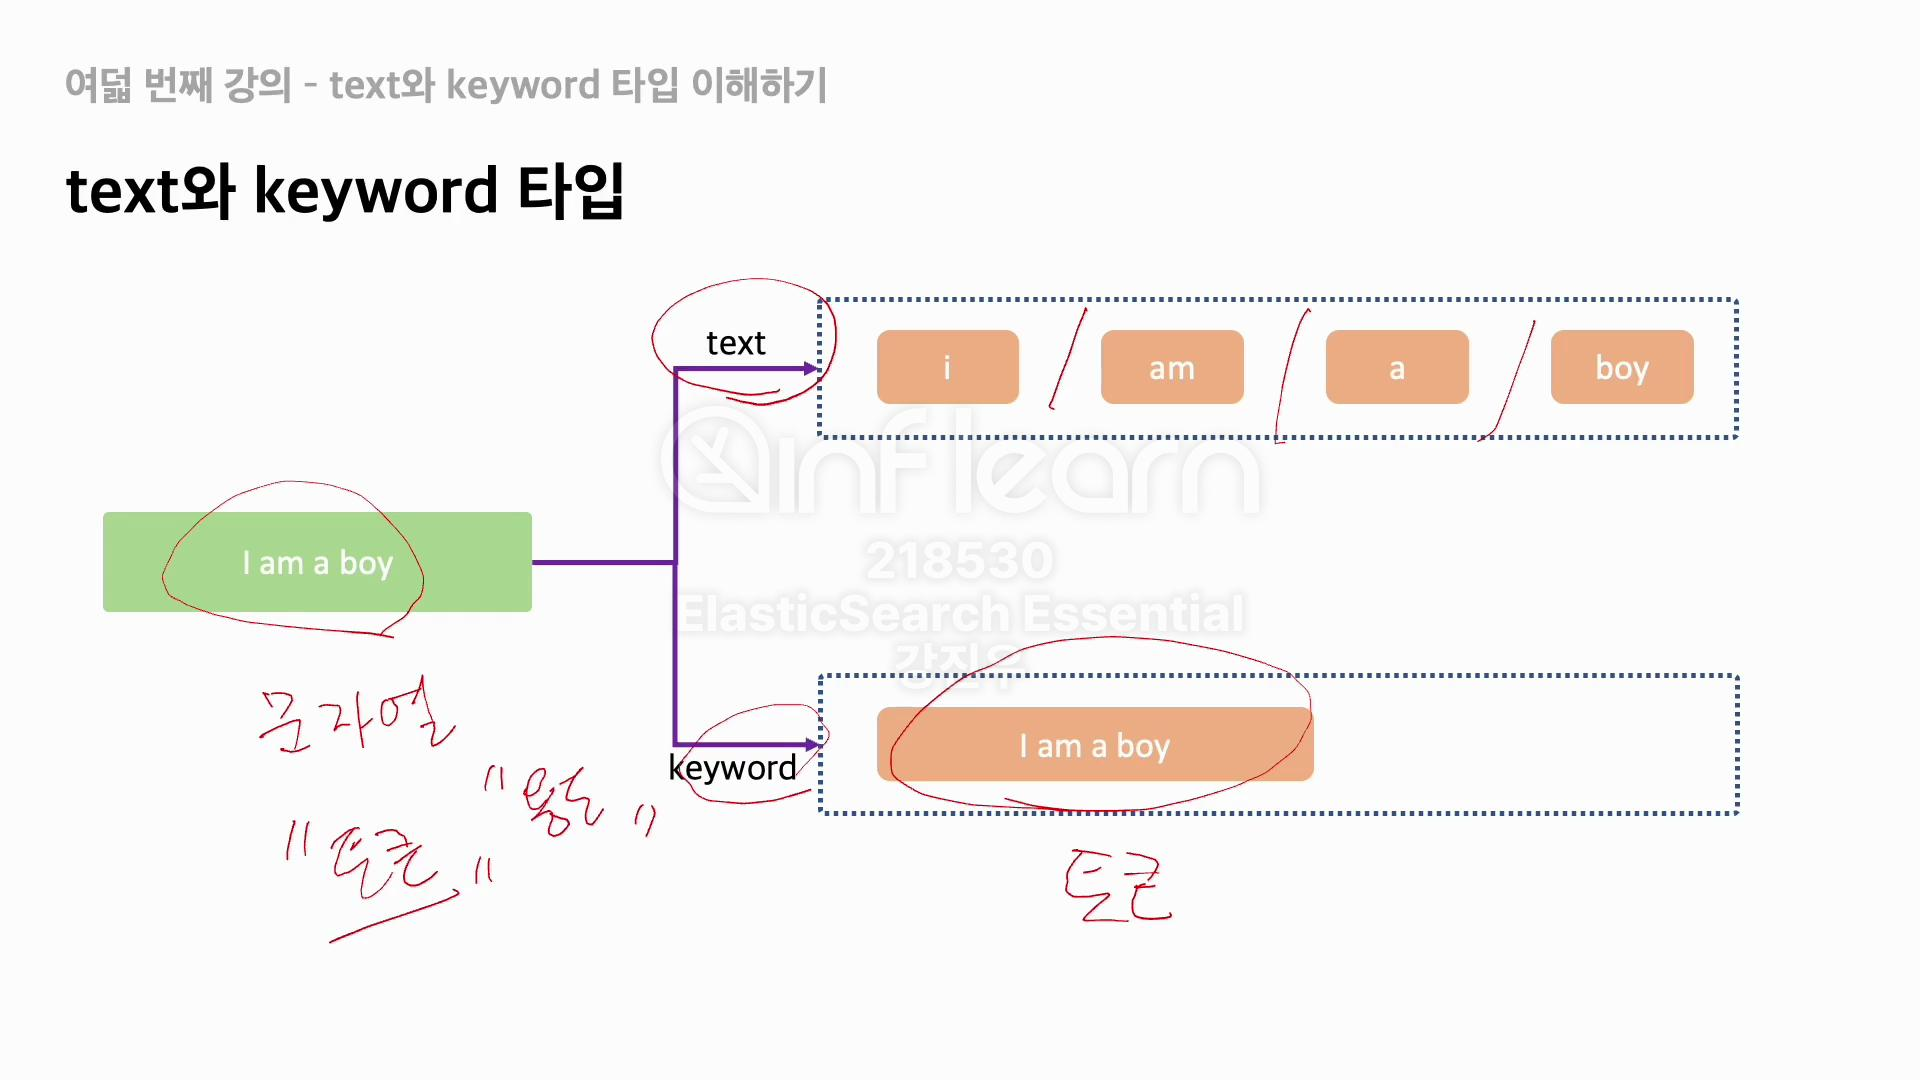 여덟 번째 강의 - text와 keyword 타입 이해하기
text와 keyword 타입
text
i
am
a
boy
inflearn
I am a boy
218530
ElasticSearch Essential
강진우
keyword
I am a boy
문자열
"용도"
"토큰"
토큰